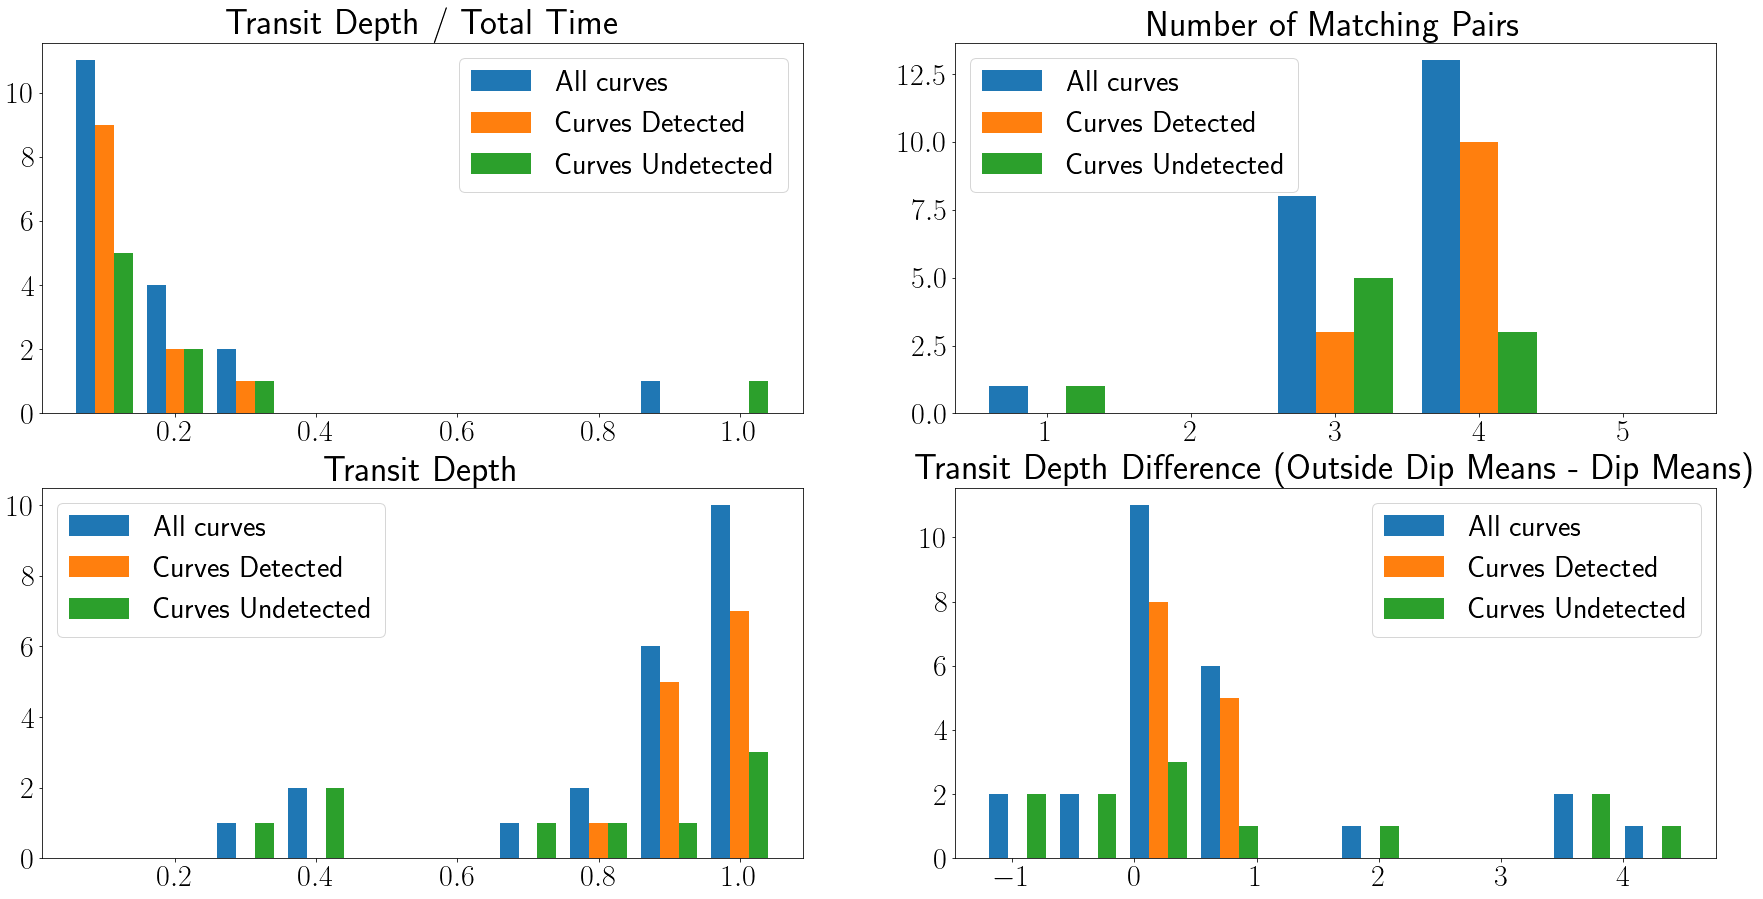 Transit Depth / Total Time
10
8
6
4
2
0
All curves
Curves Detected
Curves Undetected
0.2 0.4 0.6 0.8 1.0
Number of Matching Pairs
12.5
10.0
7.5
5.0
2.5
0.0
All curves
Curves Detected
Curves Undetected
1 2 3 4 5
Transit Depth
10
8
6
4
2
0
All curves
Curves Detected
Curves Undetected
0.2 0.4 0.6 0.8 1.0
Transit Depth Difference (Outside Dip Means - Dip Means)
10
8
6
4
2
0
All curves
Curves Detected
Curves Undetected
−1 0 1 2 3 4